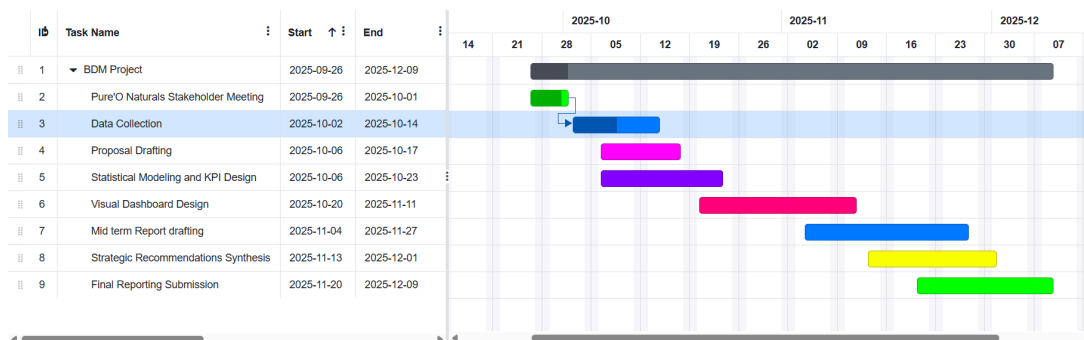 2025-10 2025-11 2025-12
ID Task Name Start End
14 21 28 05 12 19 26 02 09 16 23 30 07
1 BDM Project 2025-09-26 2025-12-09
2 Pure'O Naturals Stakeholder Meeting 2025-09-26 2025-10-01
3 Data Collection 2025-10-02 2025-10-14
4 Proposal Drafting 2025-10-06 2025-10-17
5 Statistical Modeling and KPI Design 2025-10-06 2025-10-23
6 Visual Dashboard Design 2025-10-20 2025-11-11
7 Mid term Report drafting 2025-11-04 2025-11-27
8 Strategic Recommendations Synthesis 2025-11-13 2025-12-01
9 Final Reporting Submission 2025-11-20 2025-12-09